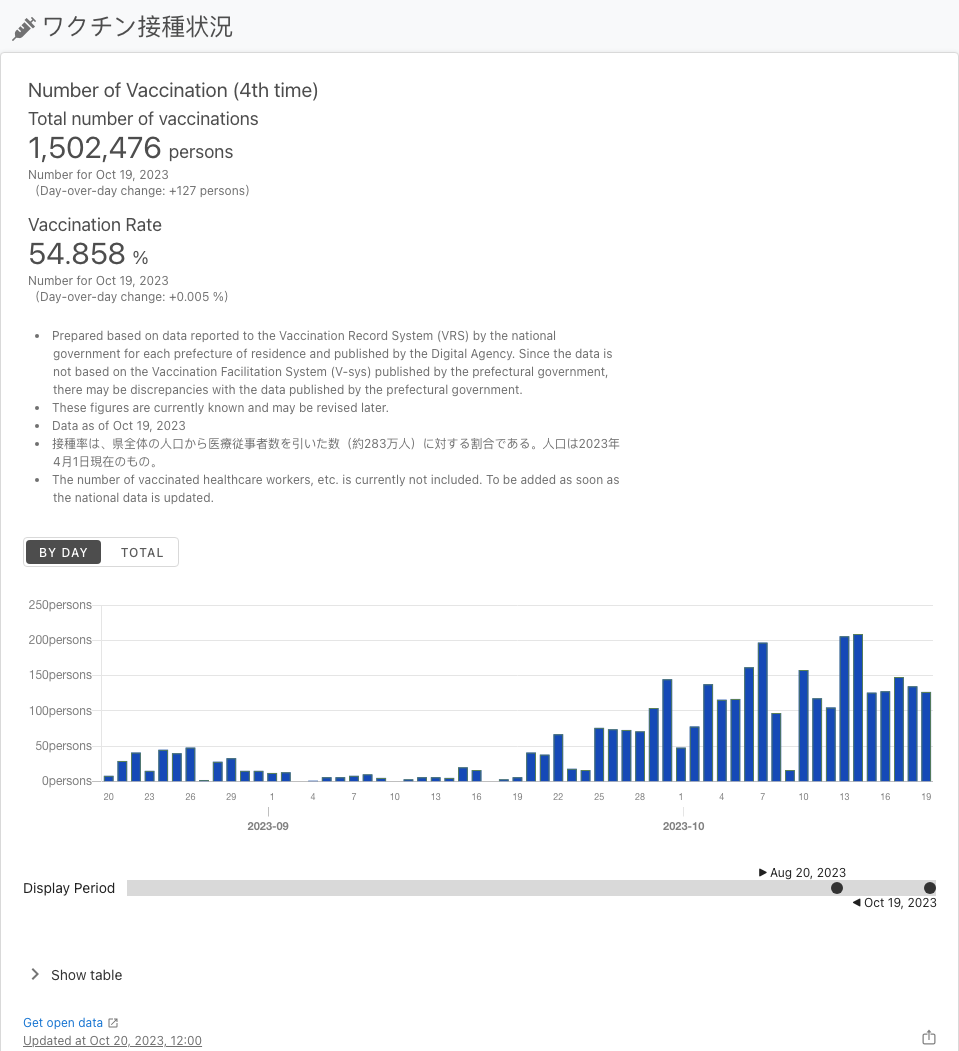 ワクチン接種状況
Number of Vaccination (4th time)
Total number of vaccinations
1,502,476 persons
Number for Oct 19, 2023
(Day-over-day change: +127 persons)
Vaccination Rate
54.858 %
Number for Oct 19, 2023
(Day-over-day change: +0.005 %)
• Prepared based on data reported to the Vaccination Record System (VRS) by the national
government for each prefecture of residence and published by the Digital Agency. Since the data is
not based on the Vaccination Facilitation System (V-sys) published by the prefectural government,
there may be discrepancies with the data published by the prefectural government.
• These figures are currently known and may be revised later.
• Data as of Oct 19, 2023
• 接種率は、県全体の人口から医療従事者数を引いた数（約283万人）に対する割合である。人口は2023年
4月1日現在のもの。
• The number of vaccinated healthcare workers, etc. is currently not included. To be added as soon as
the national data is updated.
BY DAY TOTAL
250persons
200persons
150persons
100persons
50persons
0persons
20 23 26 29 1 4 7 10 13 16 19 22 25 28 1 4 7 10 13 16 19
2023-09 2023-10
Aug 20, 2023
Display Period
Oct 19, 2023
Show table
Get open data
Updated at Oct 20, 2023, 12:00